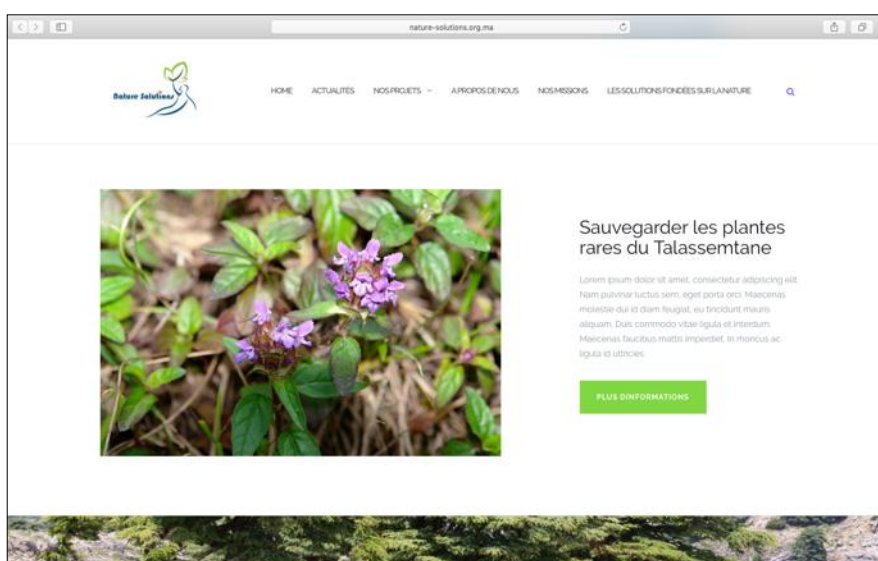 nature-solutions.org.ma
Nature Solutions
HOME ACTUALITÉS NOS PROJETS A PROPOS DE NOUS NOS MISSIONS LES SOLUTIONS FONDÉES SUR LA NATURE
Sauvegarder les plantes
rares du Talassemtane
Lorem ipsum dolor sit amet, consectetur adipiscing elit.
Nam pulvinar luctus sem, eget porta orci. Maecenas
molestie dui id diam feugiat, eu tincidunt mauris
aliquam. Duis commodo vitae ligula et interdum.
Maecenas faucibus mattis imperdiet. In rhoncus ac
ligula id ultricies.
PLUS DINFORMATIONS